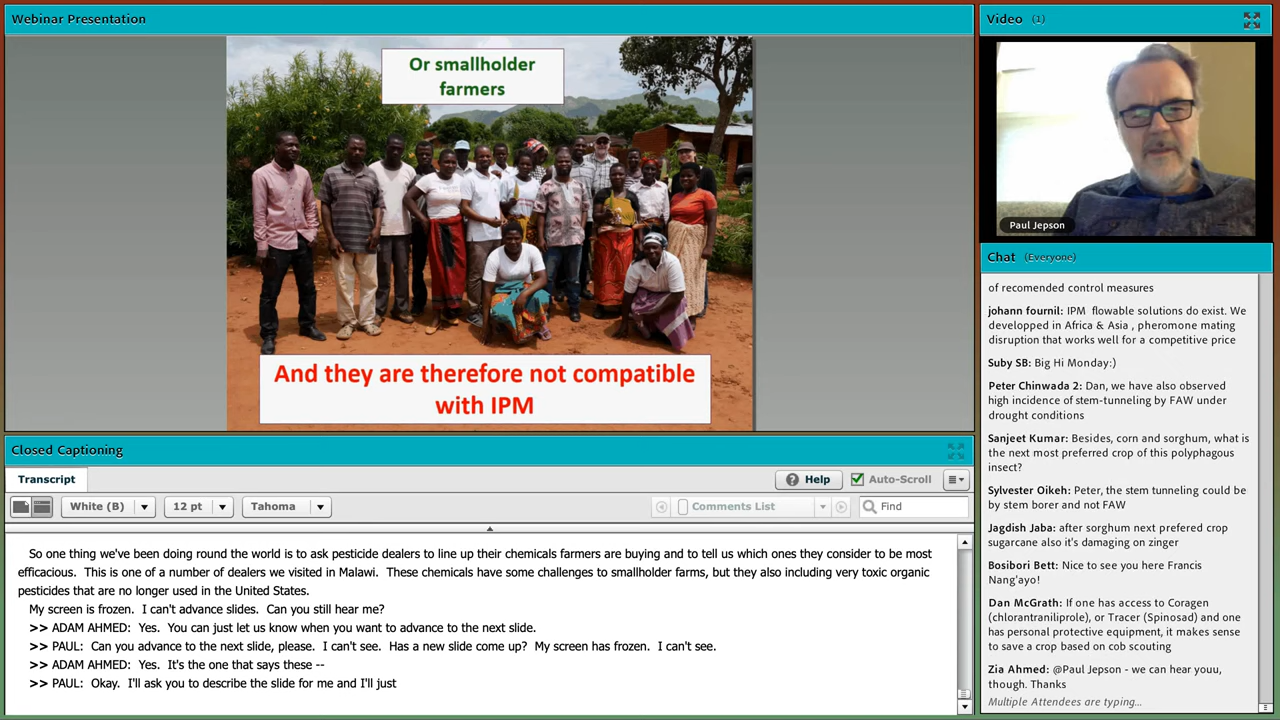 Webinar Presentation
Or smallholder
farmers
And they are therefore not compatible
with IPM
Closed Captioning
Transcript
Help
Auto-Scroll
White (B)
12 pt
Tahoma
Comments List
Find
So one thing we've been doing round the world is to ask pesticide dealers to line up their chemicals farmers are buying and to tell us which ones they consider to be most
efficacious. This is one of a number of dealers we visited in Malawi. These chemicals have some challenges to smallholder farms, but they also including very toxic organic
pesticides that are no longer used in the United States.
My screen is frozen. I can't advance slides. Can you still hear me?
>> ADAM AHMED: Yes. You can just let us know when you want to advance to the next slide.
>> PAUL: Can you advance to the next slide, please. I can't see. Has a new slide come up? My screen has frozen. I can't see.
>> ADAM AHMED: Yes. It's the one that says these --
>> PAUL: Okay. I'll ask you to describe the slide for me and I'll just
Video (1)
Paul Jepson
Chat (Everyone)
of recomended control measures
johann fournil: IPM flowable solutions do exist. We
developped in Africa & Asia , pheromone mating
disruption that works well for a competitive price
Suby SB: Big Hi Monday:)
Peter Chinwada 2: Dan, we have also observed
high incidence of stem-tunneling by FAW under
drought conditions
Sanjeet Kumar: Besides, corn and sorghum, what is
the next most preferred crop of this polyphagous
insect?
Sylvester Oikeh: Peter, the stem tunneling could be
by stem borer and not FAW
Jagdish Jaba: after sorghum next prefered crop
sugarcane also it's damaging on zinger
Bosibori Bett: Nice to see you here Francis
Nang'ayo!
Dan McGrath: If one has access to Coragen
(chlorantraniliprole), or Tracer (Spinosad) and one
has personal protective equipment, it makes sense
to save a crop based on cob scouting
Zia Ahmed: @Paul Jepson - we can hear youu,
though. Thanks
Multiple Attendees are typing...